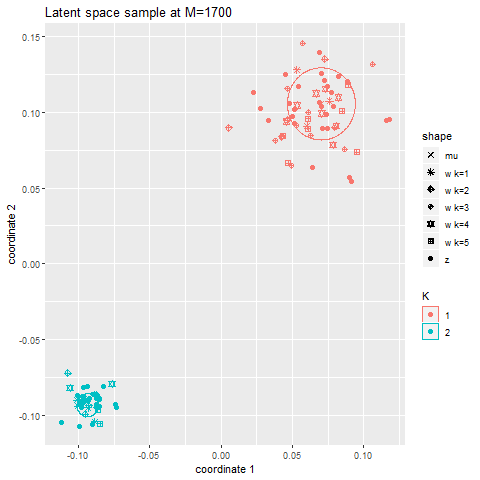 Latent space sample at M=1700
0.15
0.10
0.05
0.00
-0.05
-0.10
coordinate 2
-0.10
-0.05
0.00
0.05
0.10
coordinate 1
shape
mu
w k=1
w k=2
w k=3
w k=4
w k=5
z
K
1
2